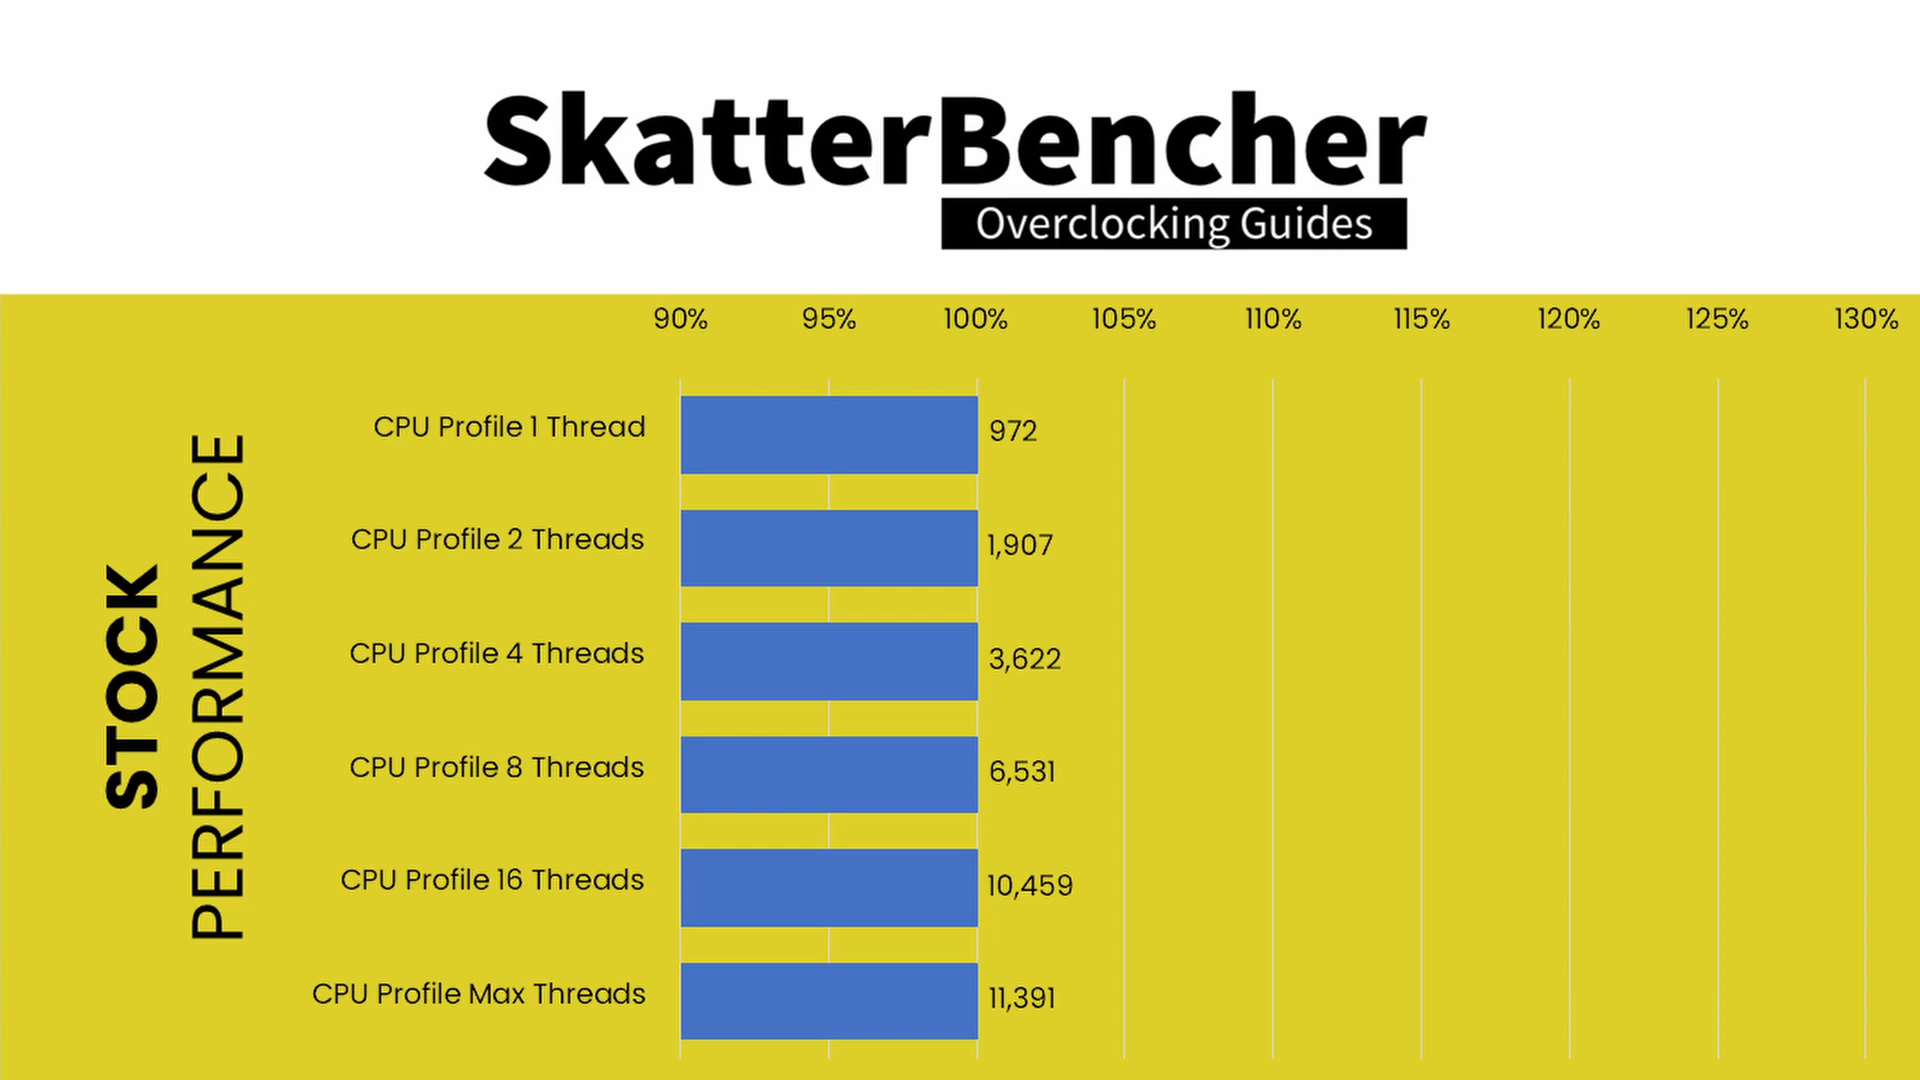 SkatterBencher
Overclocking Guides
90% 95% 100% 105% 110% 115% 120% 125% 130%
STOCK
PERFORMANCE
CPU Profile 1 Thread 972
CPU Profile 2 Threads 1,907
CPU Profile 4 Threads 3,622
CPU Profile 8 Threads 6,531
CPU Profile 16 Threads 10,459
CPU Profile Max Threads 11,391